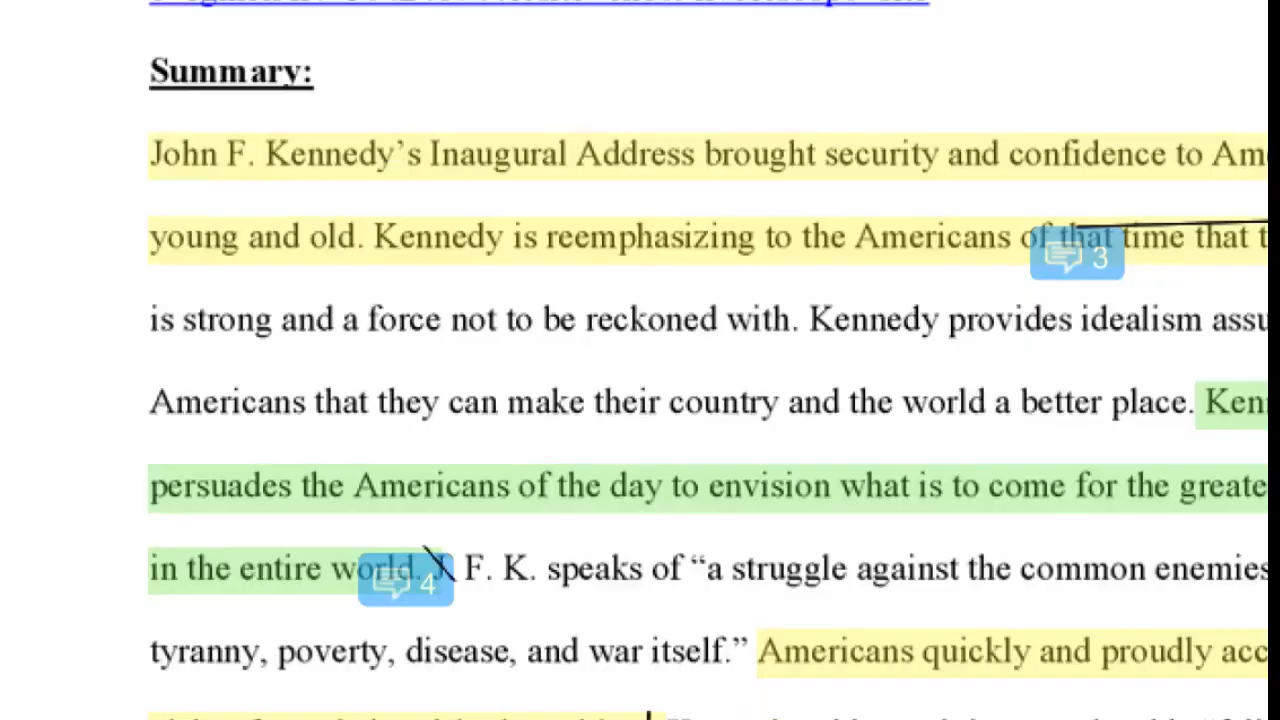 Summary:
John F. Kennedy’s Inaugural Address brought security and confidence to Am
young and old. Kennedy is reemphasizing to the Americans of that time that t
3
is strong and a force not to be reckoned with. Kennedy provides idealism assu
Americans that they can make their country and the world a better place. Ken
persuades the Americans of the day to envision what is to come for the greate
in the entire world. J. F. K. speaks of “a struggle against the common enemies
4
tyranny, poverty, disease, and war itself.” Americans quickly and proudly acc